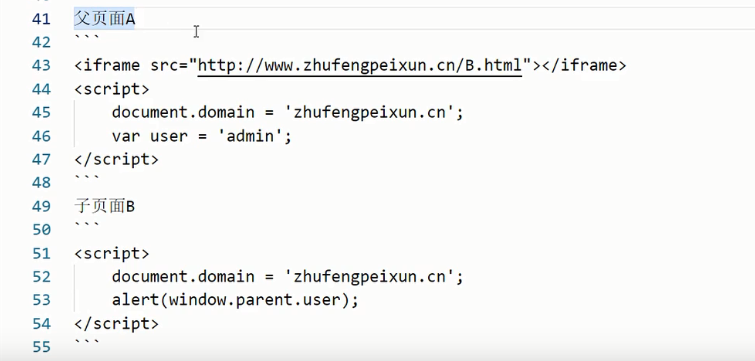 41 父页面A
42 ```
43 <iframe src="http://www.zhufengpeixun.cn/B.html"></iframe>
44 <script>
45     document.domain = 'zhufengpeixun.cn';
46     var user = 'admin';
47 </script>
48 ```
49 子页面B
50 ```
51 <script>
52     document.domain = 'zhufengpeixun.cn';
53     alert(window.parent.user);
54 </script>
55 ```